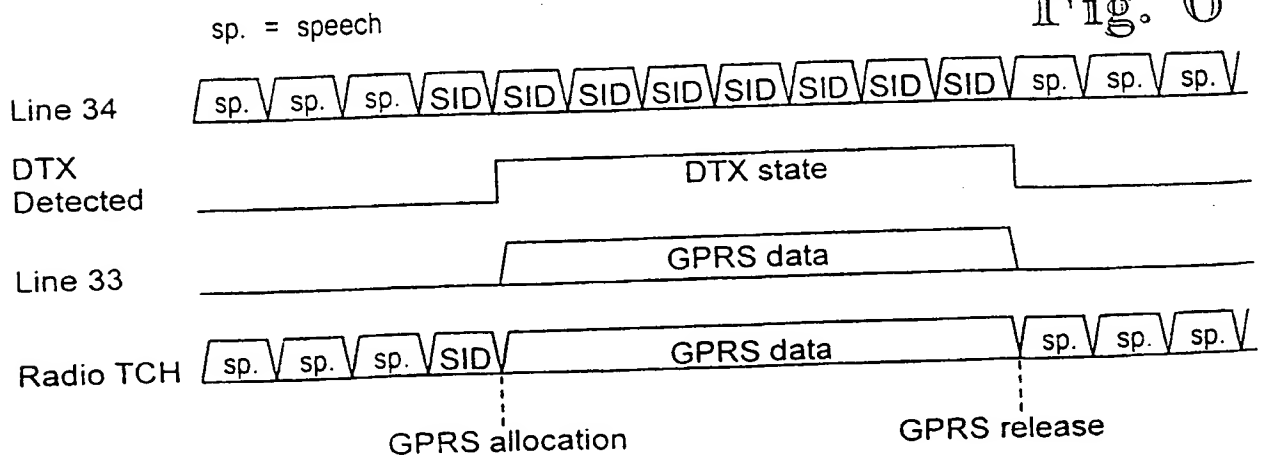 Fig. 6
sp. = speech
Line 34 sp. sp. sp. SID SID SID SID SID SID SID SID sp. sp. sp.
DTX Detected DTX state
Line 33 GPRS data
Radio TCH sp. sp. sp. SID GPRS data sp. sp. sp.
GPRS allocation GPRS release